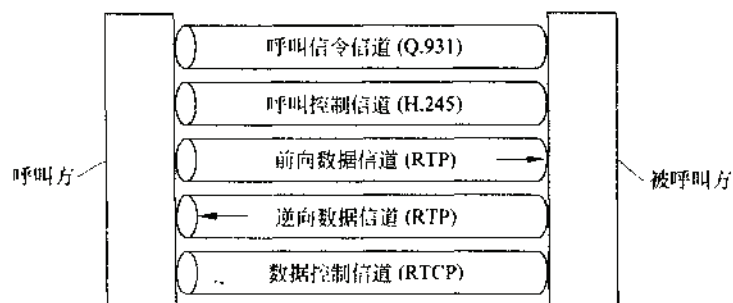 呼叫信令信道 (Q.931)
呼叫控制信道 (H.245)
前向数据信道 (RTP)
呼叫方
被呼叫方
逆向数据信道 (RTP)
数据控制信道 (RTCP)